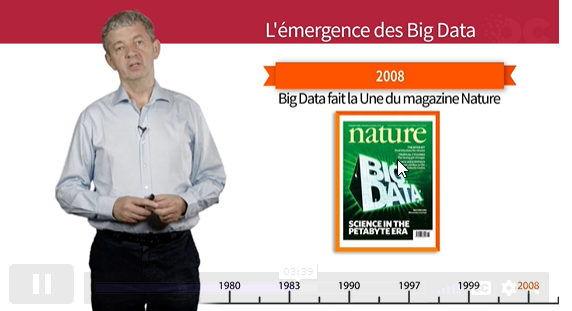 L'émergence des Big Data
2008
Big Data fait la Une du magazine Nature
nature
BIG
DATA
SCIENCE IN THE
PETABYTE ERA
03:39
1980
1983
1990
1997
1999
2008